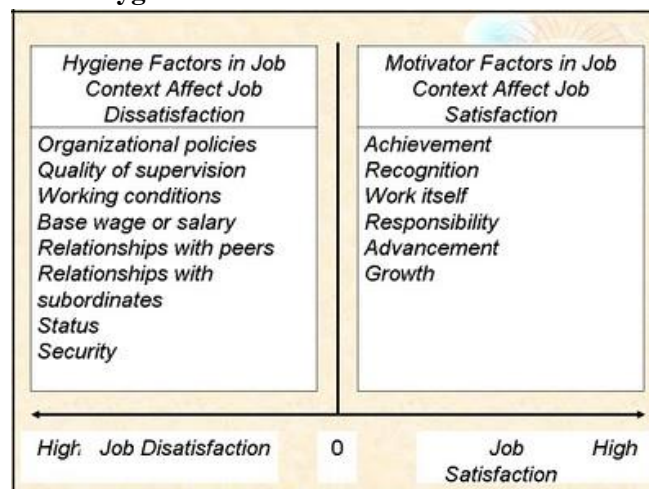 Hygiene Factors in Job
Context Affect Job
Dissatisfaction
Organizational policies
Quality of supervision
Working conditions
Base wage or salary
Relationships with peers
Relationships with
subordinates
Status
Security
Motivator Factors in Job
Context Affect Job
Satisfaction
Achievement
Recognition
Work itself
Responsibility
Advancement
Growth
High Job Disatisfaction 0 Job High
Satisfaction